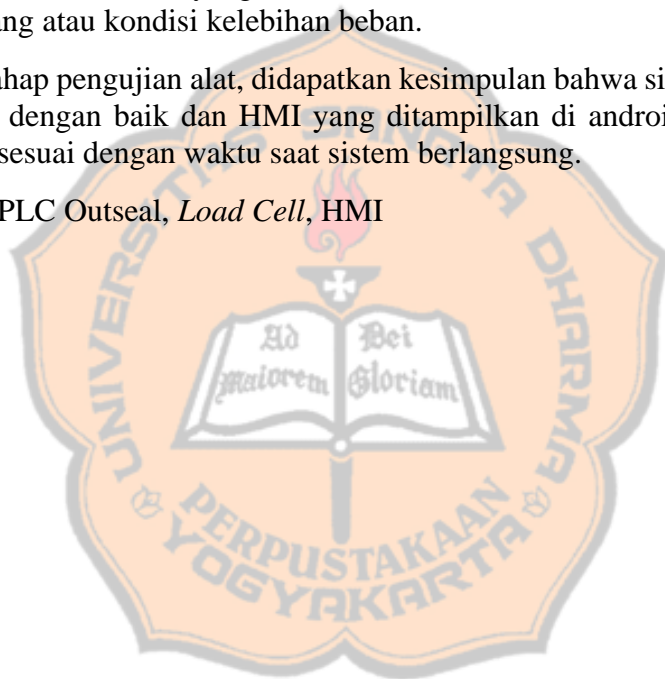 ang atau kondisi kelebihan beban.
ahap pengujian alat, didapatkan kesimpulan bahwa si
dengan baik dan HMI yang ditampilkan di androi
sesuai dengan waktu saat sistem berlangsung.
PLC Outseal, Load Cell, HMI
UNIVERSITAS SANATA DHARMA
Ad Dei
Maiorem Gloriam
PERPUSTAKAAN
YOGYAKARTA